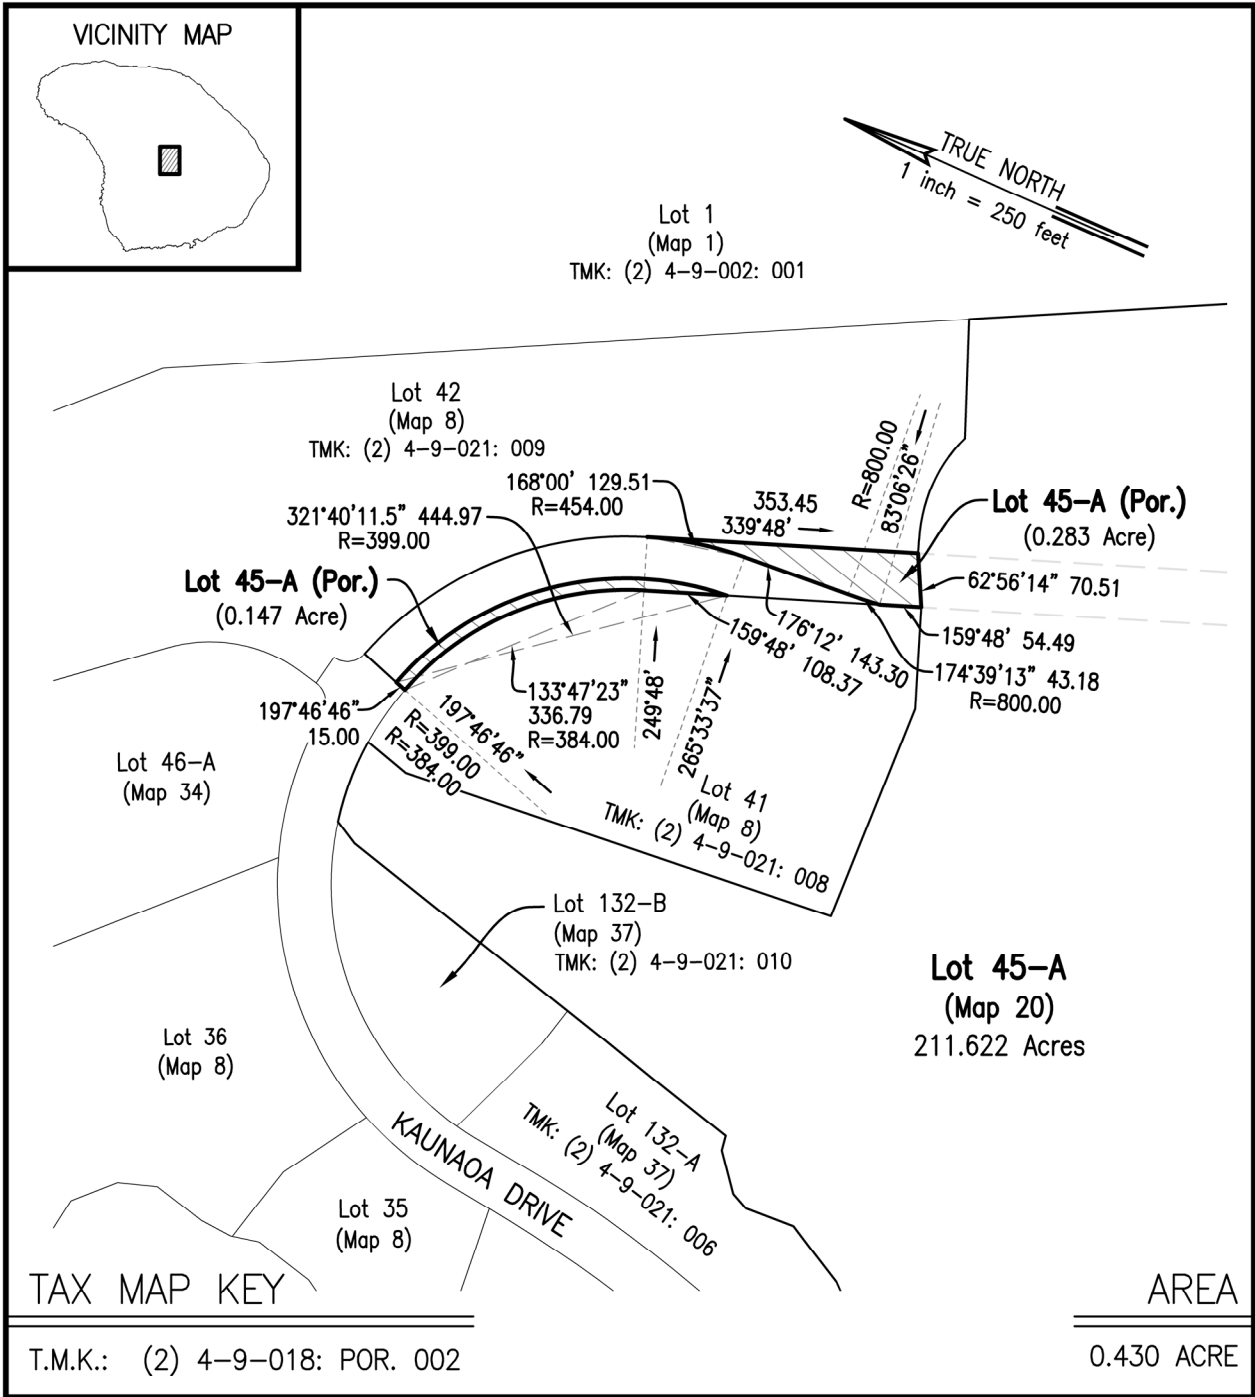 VICINITY MAP
TRUE NORTH
1 inch = 250 feet
Lot 1
(Map 1)
TMK: (2) 4-9-002: 001
Lot 42
(Map 8)
TMK: (2) 4-9-021: 009
168°00' 129.51
R=454.00
321°40'11.5" 444.97
R=399.00
353.45
339°48'
R=800.00
83°06'26"
Lot 45-A (Por.)
(0.283 Acre)
Lot 45-A (Por.)
(0.147 Acre)
62°56'14" 70.51
159°48' 54.49
174°39'13" 43.18
R=800.00
176°12' 143.30
159°48' 108.37
197°46'46"
15.00
133°47'23"
336.79
R=384.00
249°48'
265°33'37"
197°46'46"
R=399.00
R=384.00
Lot 46-A
(Map 34)
Lot 41
(Map 8)
TMK: (2) 4-9-021: 008
Lot 132-B
(Map 37)
TMK: (2) 4-9-021: 010
Lot 45-A
(Map 20)
211.622 Acres
Lot 36
(Map 8)
Lot 132-A
(Map 37)
TMK: (2) 4-9-021: 006
KAUNAOA DRIVE
Lot 35
(Map 8)
TAX MAP KEY
AREA
T.M.K.: (2) 4-9-018: POR. 002
0.430 ACRE